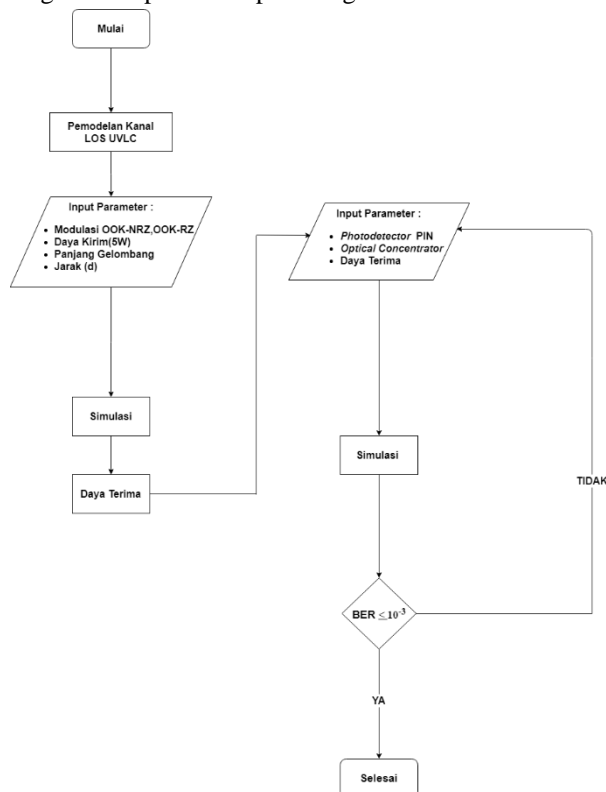 Mulai
Pemodelan Kanal
LOS UVLC
Input Parameter :
• Modulasi OOK-NRZ,OOK-RZ
• Daya Kirim(5W)
• Panjang Gelombang
• Jarak (d)
Simulasi
Daya Terima
Input Parameter :
• Photodetector PIN
• Optical Concentrator
• Daya Terima
Simulasi
BER ≤10⁻³
TIDAK
YA
Selesai